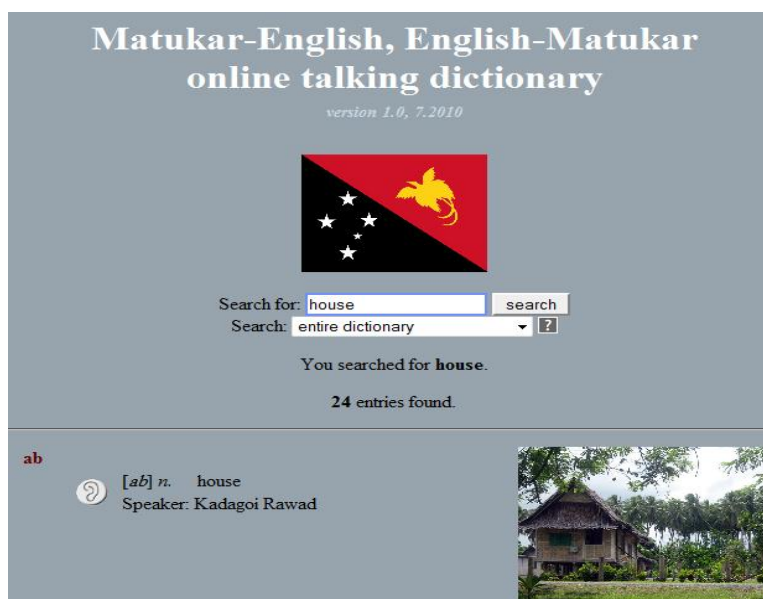 Matukar-English, English-Matukar
online talking dictionary
version 1.0, 7.2010
Search for: house search
Search: entire dictionary ?
You searched for house.
24 entries found.
ab
[ab] n. house
Speaker: Kadagoi Rawad